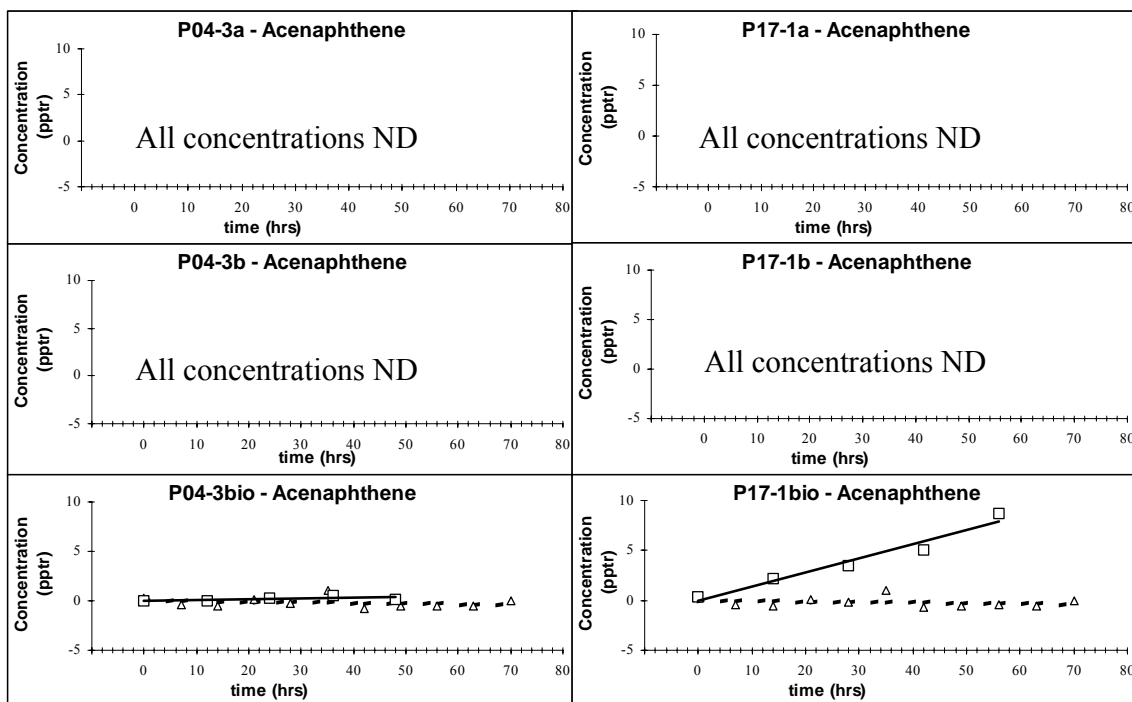 P04-3a - Acenaphthene
Concentration
(pptr)
10
5
0
-5
All concentrations ND
0 10 20 30 40 50 60 70 80
time (hrs)
P17-1a - Acenaphthene
Concentration
(pptr)
10
5
0
-5
All concentrations ND
0 10 20 30 40 50 60 70 80
time (hrs)
P04-3b - Acenaphthene
Concentration
(pptr)
10
5
0
-5
All concentrations ND
0 10 20 30 40 50 60 70 80
time (hrs)
P17-1b - Acenaphthene
Concentration
(pptr)
10
5
0
-5
All concentrations ND
0 10 20 30 40 50 60 70 80
time (hrs)
P04-3bio - Acenaphthene
Concentration
(pptr)
10
5
0
-5
0 10 20 30 40 50 60 70 80
time (hrs)
P17-1bio - Acenaphthene
Concentration
(pptr)
10
5
0
-5
0 10 20 30 40 50 60 70 80
time (hrs)